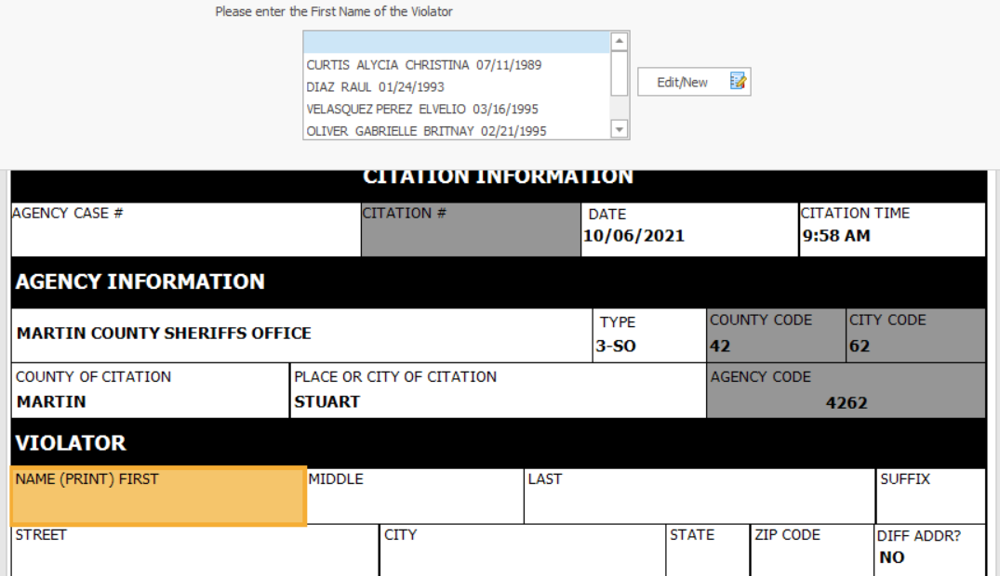 Please enter the First Name of the Violator
CURTIS ALYCIA CHRISTINA 07/11/1989
DIAZ RAUL 01/24/1993
VELASQUEZ PEREZ ELVELIO 03/16/1995
OLIVER GABRIELLE BRITNAY 02/21/1995
Edit/New
CITATION INFORMATION
AGENCY CASE # CITATION # DATE CITATION TIME
10/06/2021 9:58 AM
AGENCY INFORMATION
MARTIN COUNTY SHERIFFS OFFICE TYPE COUNTY CODE CITY CODE
3-SO 42 62
COUNTY OF CITATION PLACE OR CITY OF CITATION AGENCY CODE
MARTIN STUART 4262
VIOLATOR
NAME (PRINT) FIRST MIDDLE LAST SUFFIX
STREET CITY STATE ZIP CODE DIFF ADDR?
NO